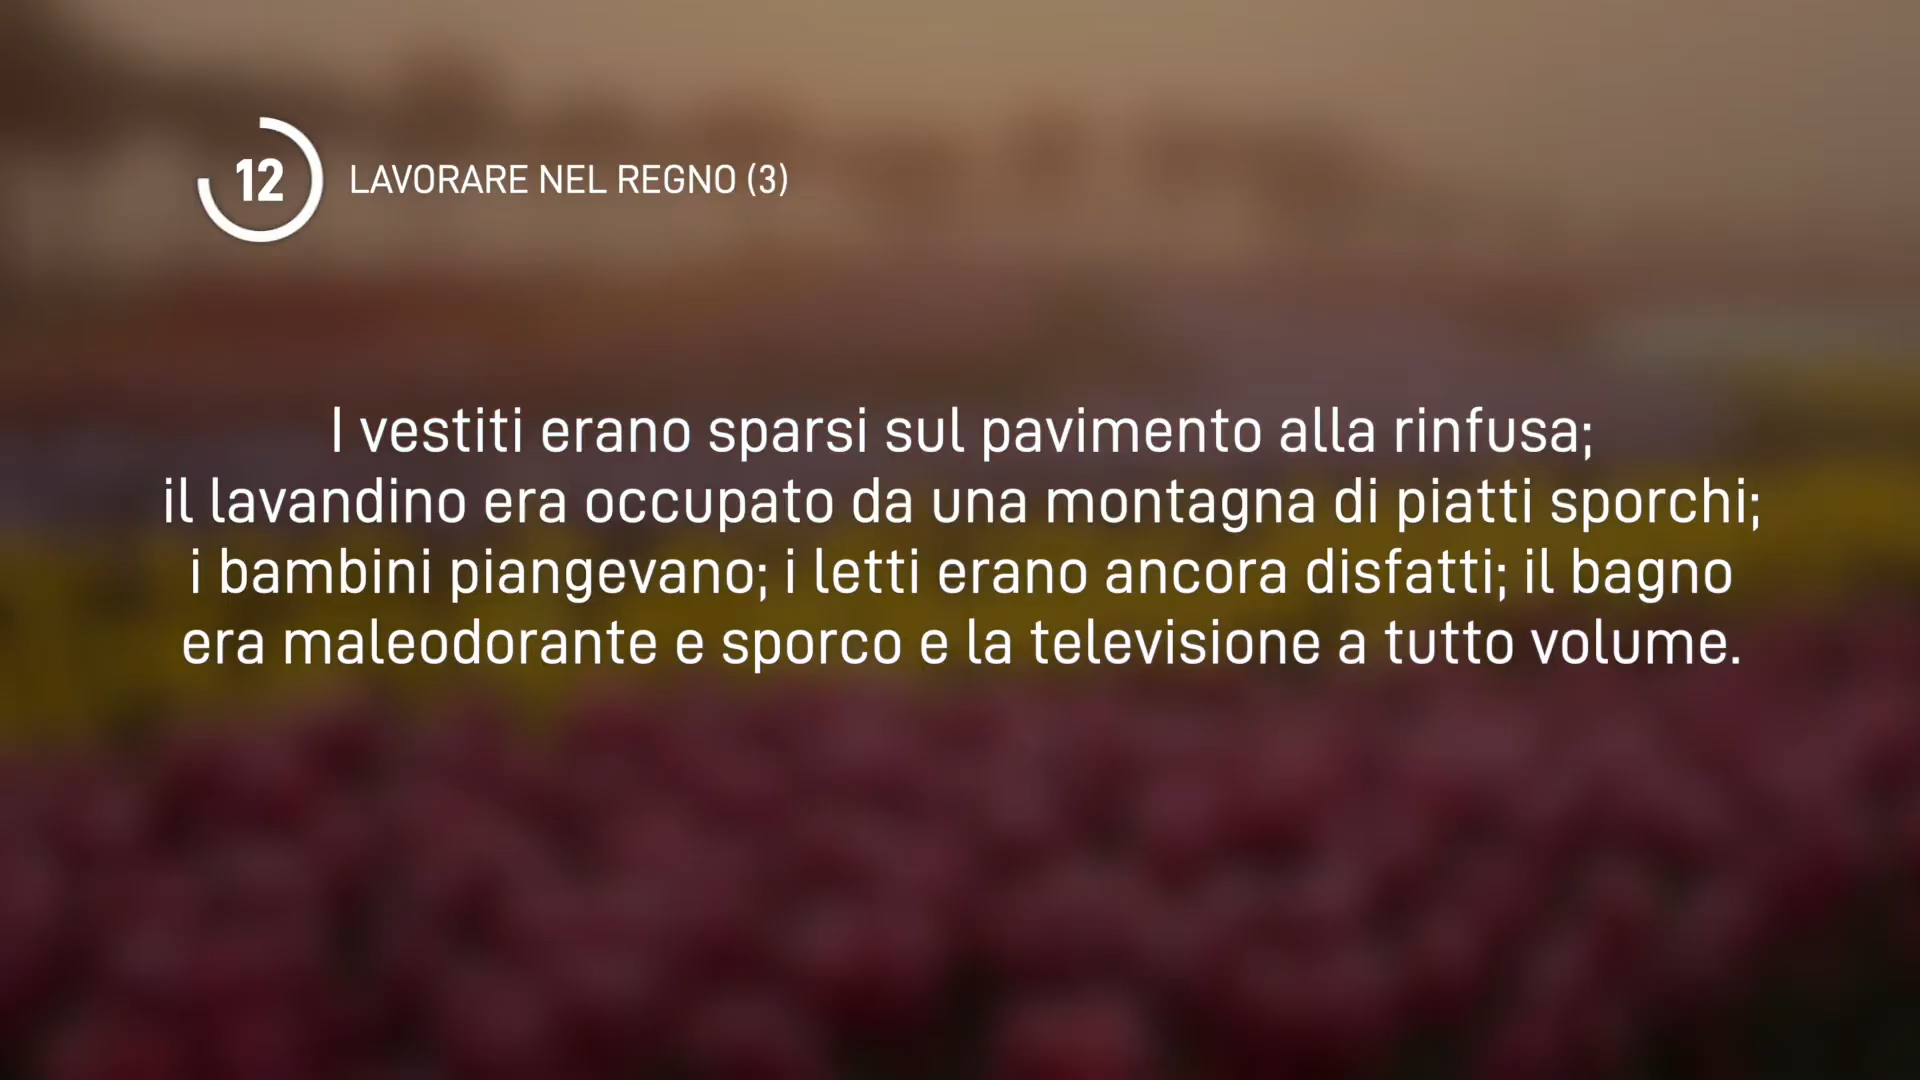 12
LAVORARE NEL REGNO (3)
I vestiti erano sparsi sul pavimento alla rinfusa;
il lavandino era occupato da una montagna di piatti sporchi;
i bambini piangevano; i letti erano ancora disfatti; il bagno
era maleodorante e sporco e la televisione a tutto volume.